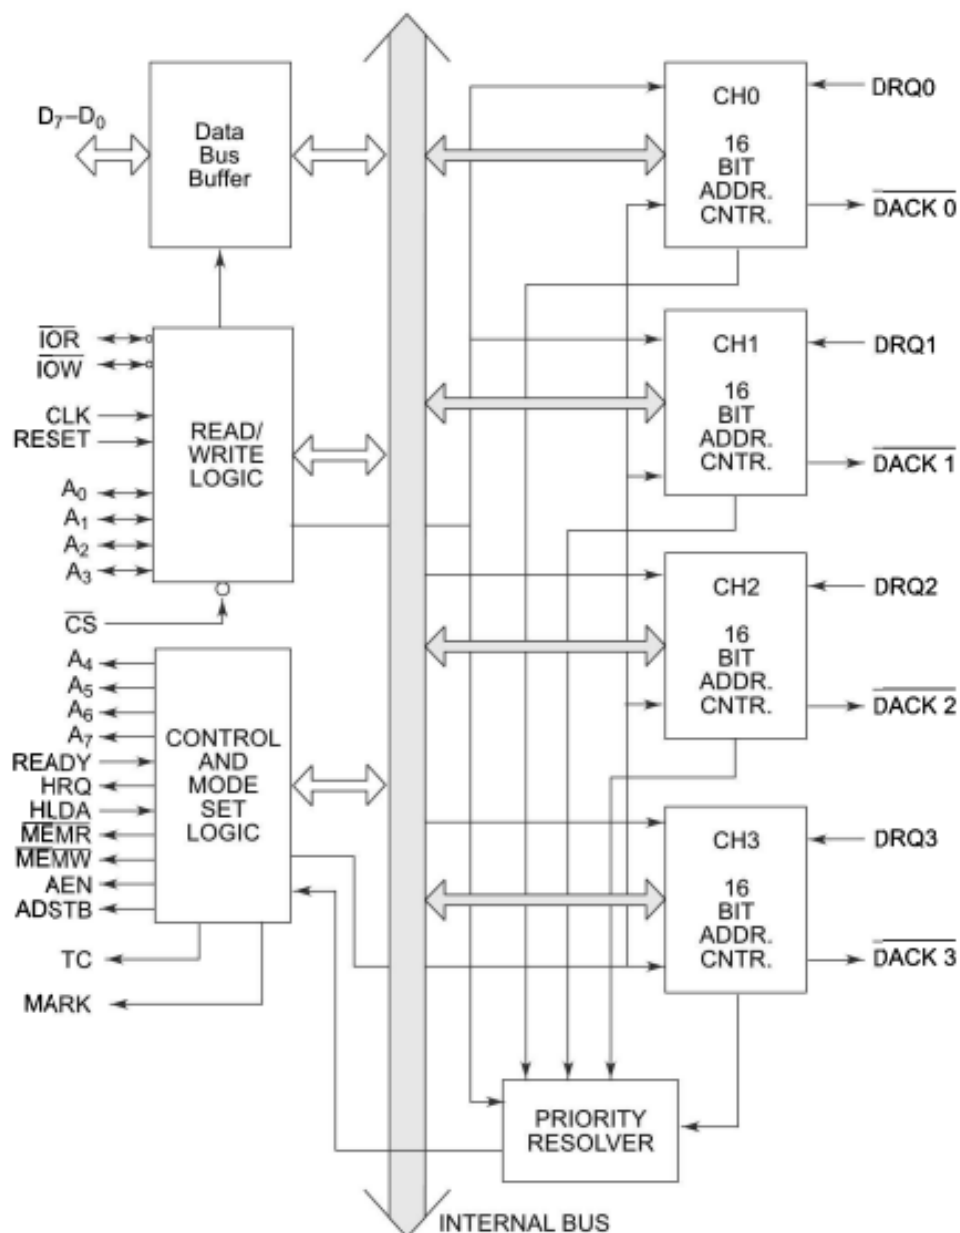 D₇–D₀
Data
Bus
Buffer
CH0
16
BIT
ADDR.
CNTR.
DRQ0
DACK 0
IOR
IOW
CLK
RESET
A₀
A₁
A₂
A₃
CS
READ/
WRITE
LOGIC
CH1
16
BIT
ADDR.
CNTR.
DRQ1
DACK 1
CH2
16
BIT
ADDR.
CNTR.
DRQ2
DACK 2
A₄
A₅
A₆
A₇
READY
HRQ
HLDA
MEMR
MEMW
AEN
ADSTB
TC
MARK
CONTROL
AND
MODE
SET
LOGIC
CH3
16
BIT
ADDR.
CNTR.
DRQ3
DACK 3
PRIORITY
RESOLVER
INTERNAL BUS